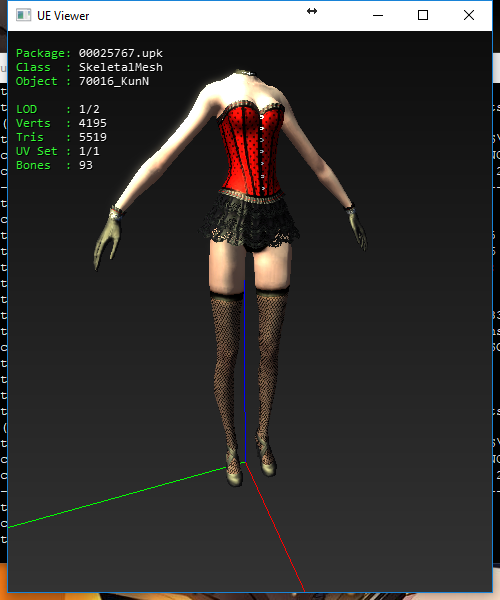 UE Viewer
Package: 00025767.upk
Class  : SkeletalMesh
Object : 70016_KunN
LOD    : 1/2
Verts  : 4195
Tris   : 5519
UV Set : 1/1
Bones  : 93